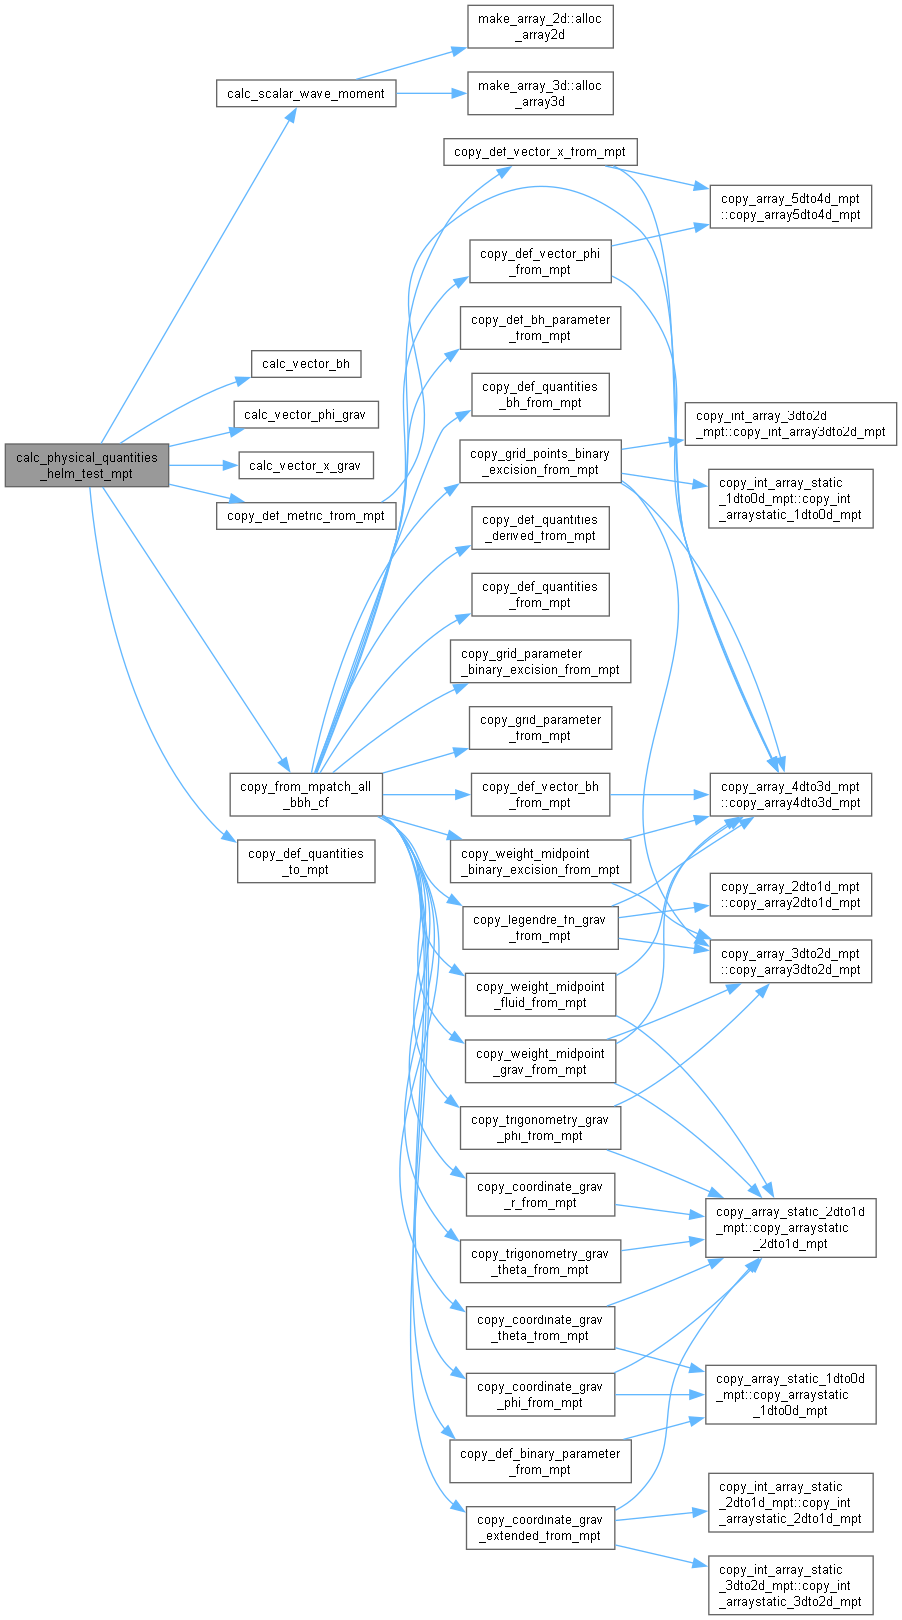 make_array_2d::alloc
_array2d
calc_scalar_wave_moment
make_array_3d::alloc
_array3d
copy_def_vector_x_from_mpt
copy_array_5dto4d_mpt
::copy_array5dto4d_mpt
copy_def_vector_phi
_from_mpt
copy_def_bh_parameter
_from_mpt
calc_vector_bh
copy_def_quantities
_bh_from_mpt
calc_vector_phi_grav
copy_int_array_3dto2d
_mpt::copy_int_array3dto2d_mpt
calc_physical_quantities
_helm_test_mpt
calc_vector_x_grav
copy_grid_points_binary
_excision_from_mpt
copy_int_array_static
_1dto0d_mpt::copy_int
_arraystatic_1dto0d_mpt
copy_def_metric_from_mpt
copy_def_quantities
_derived_from_mpt
copy_def_quantities
_from_mpt
copy_grid_parameter
_binary_excision_from_mpt
copy_grid_parameter
_from_mpt
copy_from_mpatch_all
_bbh_cf
copy_def_vector_bh
_from_mpt
copy_array_4dto3d_mpt
::copy_array4dto3d_mpt
copy_def_quantities
_to_mpt
copy_weight_midpoint
_binary_excision_from_mpt
copy_array_2dto1d_mpt
::copy_array2dto1d_mpt
copy_legendre_fn_grav
_from_mpt
copy_array_3dto2d_mpt
::copy_array3dto2d_mpt
copy_weight_midpoint
_fluid_from_mpt
copy_weight_midpoint
_grav_from_mpt
copy_trigonometry_grav
_phi_from_mpt
copy_coordinate_grav
_r_from_mpt
copy_array_static_2dto1d
_mpt::copy_arraystatic
_2dto1d_mpt
copy_trigonometry_grav
_theta_from_mpt
copy_coordinate_grav
_theta_from_mpt
copy_coordinate_grav
_phi_from_mpt
copy_array_static_1dto0d
_mpt::copy_arraystatic
_1dto0d_mpt
copy_def_binary_parameter
_from_mpt
copy_int_array_static
_2dto1d_mpt::copy_int
_arraystatic_2dto1d_mpt
copy_coordinate_grav
_extended_from_mpt
copy_int_array_static
_3dto2d_mpt::copy_int
_arraystatic_3dto2d_mpt